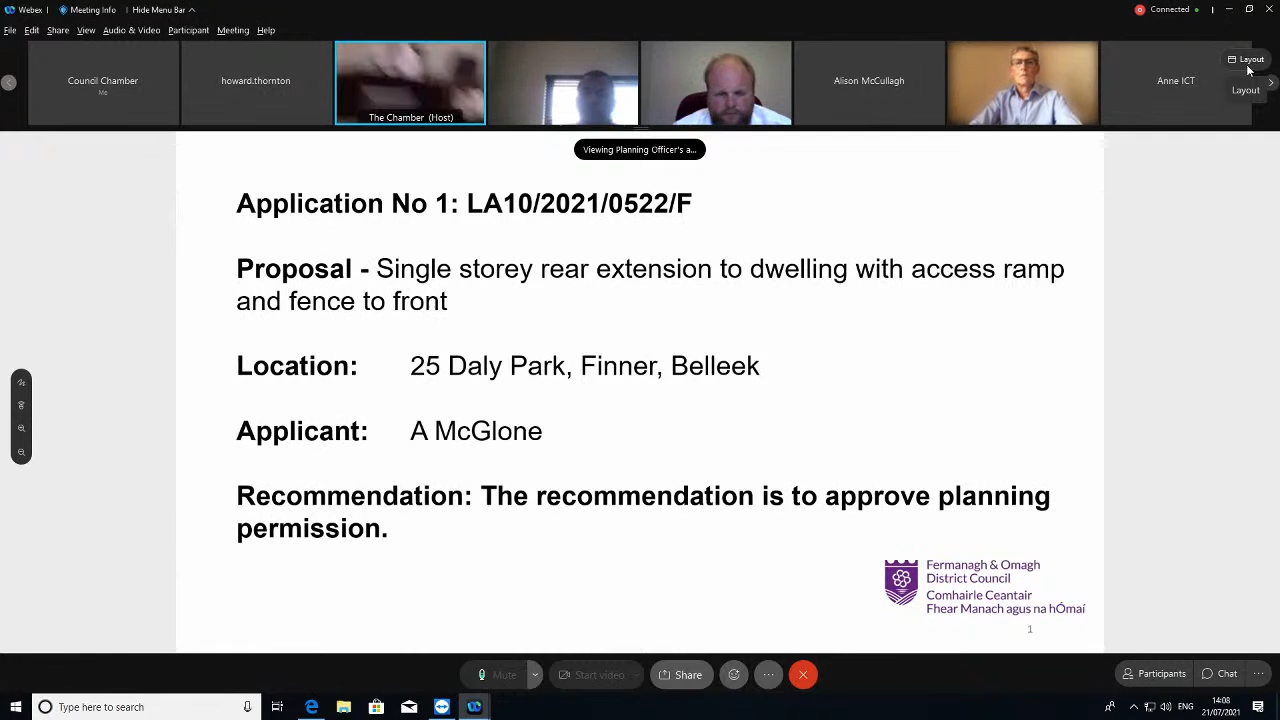 Webex Meeting Info Hide Menu Bar
Connected
File Edit Share View Audio & Video Participant Meeting Help
Council Chamber
Me
howard.thornton
The Chamber (Host)
Alison McCullagh
Anne ICT
Layout
Layout
Viewing Planning Officer's a...
Application No 1: LA10/2021/0522/F
Proposal - Single storey rear extension to dwelling with access ramp
and fence to front
Location: 25 Daly Park, Finner, Belleek
Applicant: A McGlone
Recommendation: The recommendation is to approve planning
permission.
Fermanagh & Omagh
District Council
Comhairle Ceantair
Fhear Manach agus na hÓmaí
1
Mute Start video Share Participants Chat
Type here to search
ENG
14:08
21/07/2021